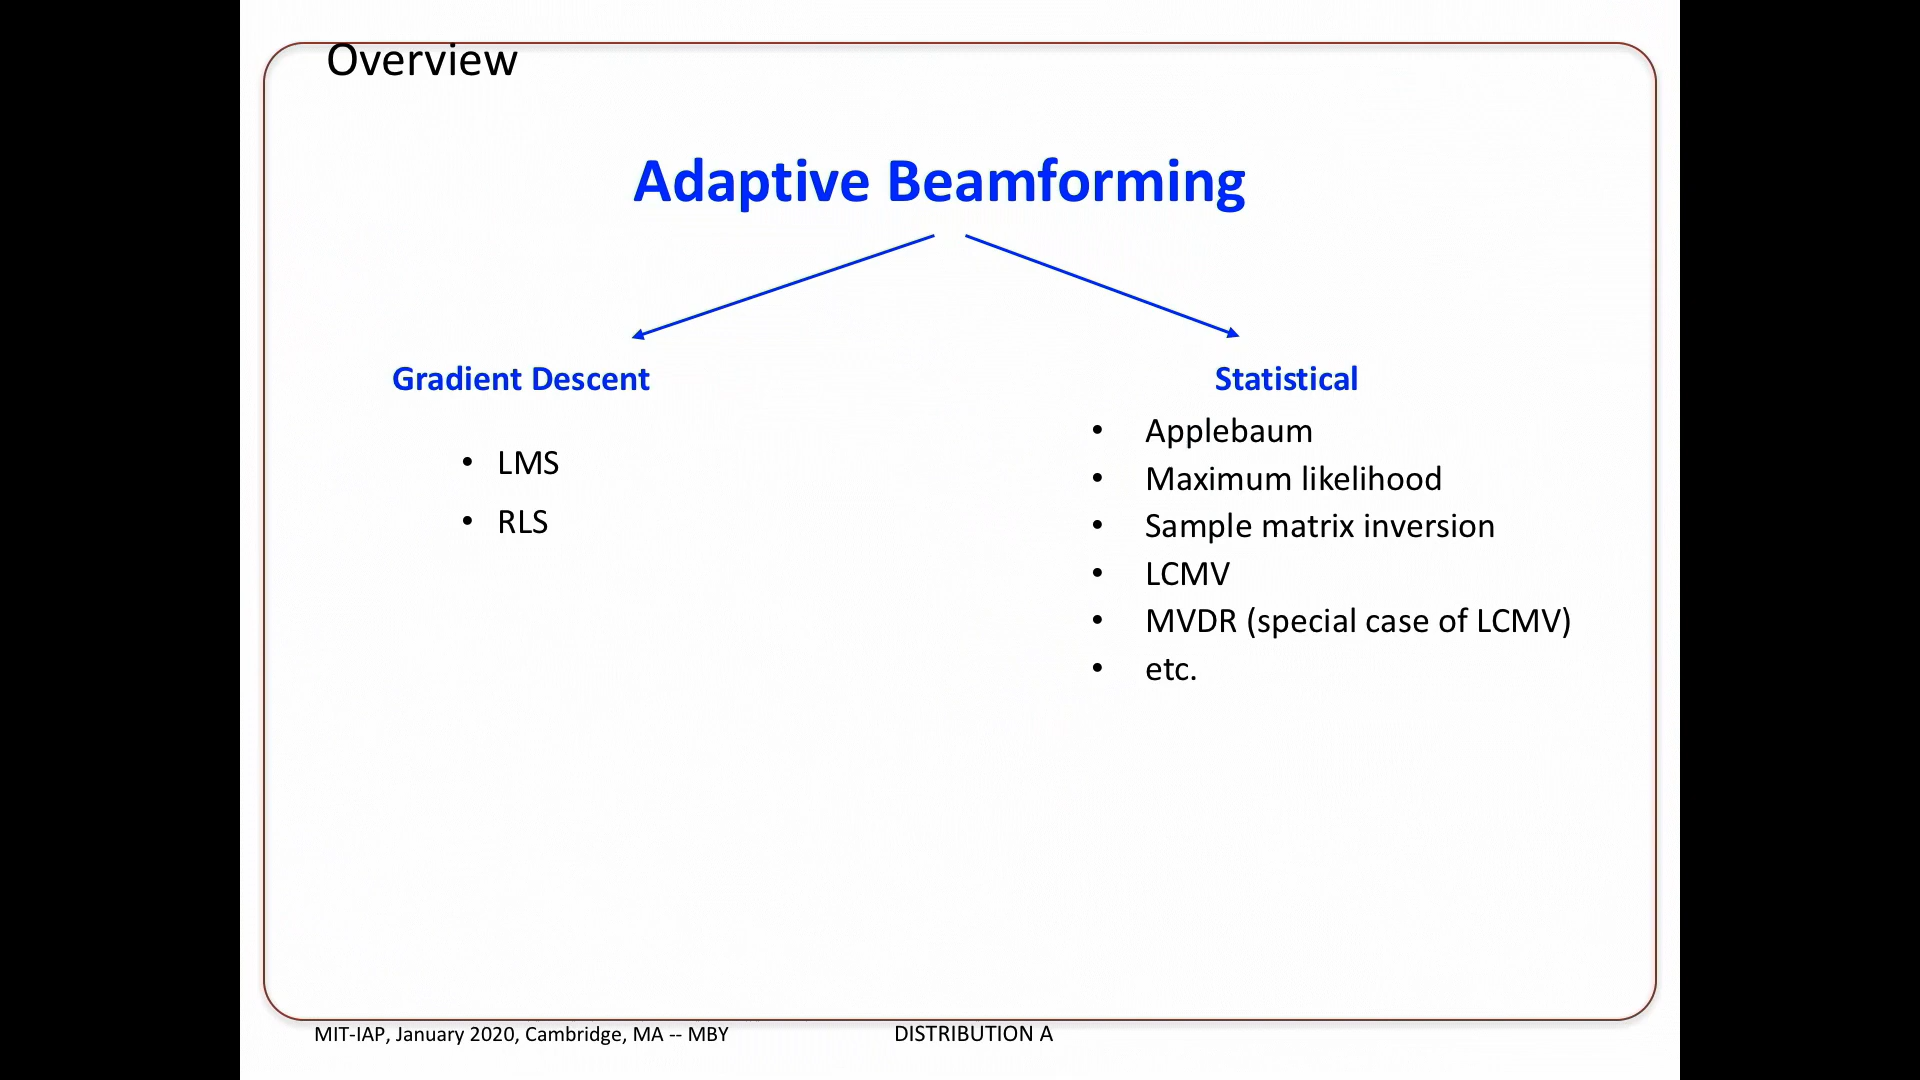 Overview
Adaptive Beamforming
Gradient Descent
• LMS
• RLS
Statistical
• Applebaum
• Maximum likelihood
• Sample matrix inversion
• LCMV
• MVDR (special case of LCMV)
• etc.
MIT-IAP, January 2020, Cambridge, MA -- MBY
DISTRIBUTION A